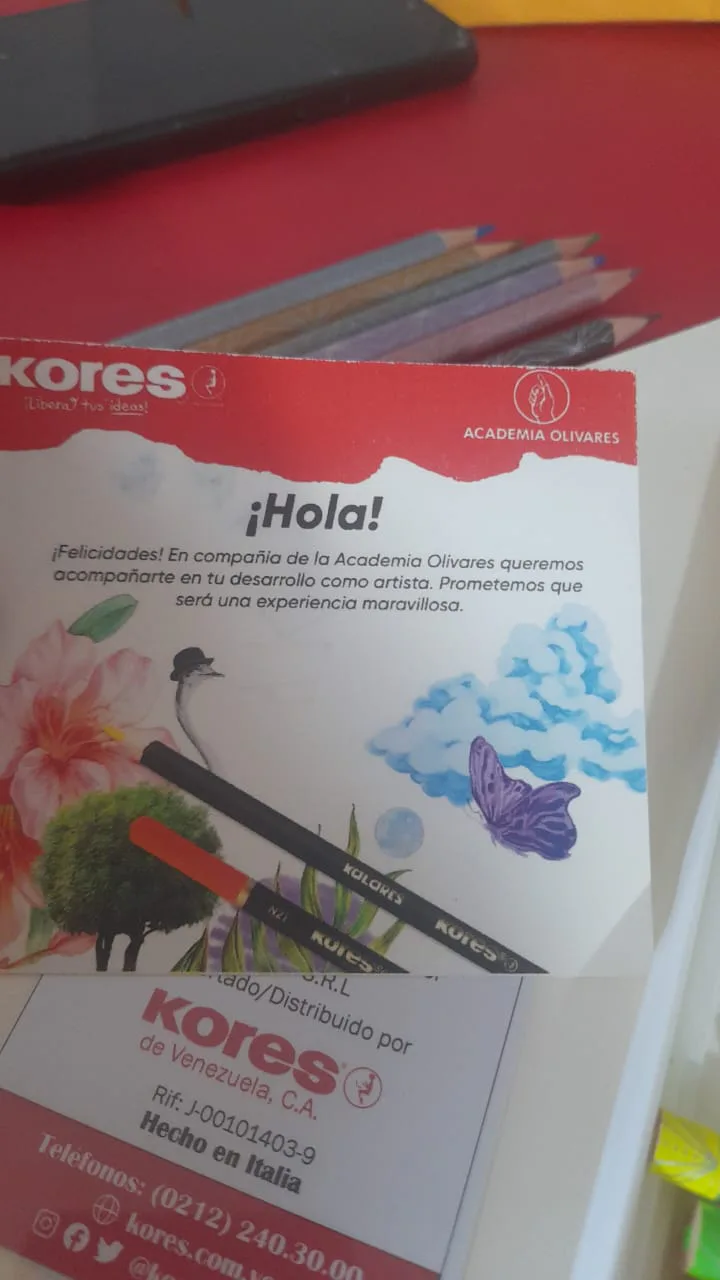 kores
¡Libera tus ideas!
ACADEMIA OLIVARES
¡Hola!
¡Felicidades! En compañia de la Academia Olivares queremos
acompañarte en tu desarrollo como artista. Prometemos que
será una experiencia maravillosa.
KOLORES kores
NZI kores
S.R.L
/Distribuido por
kores
de Venezuela, C.A.
Rif: J-00101403-9
Hecho en Italia
Teléfonos: (0212) 240.30.00
kores.com.v